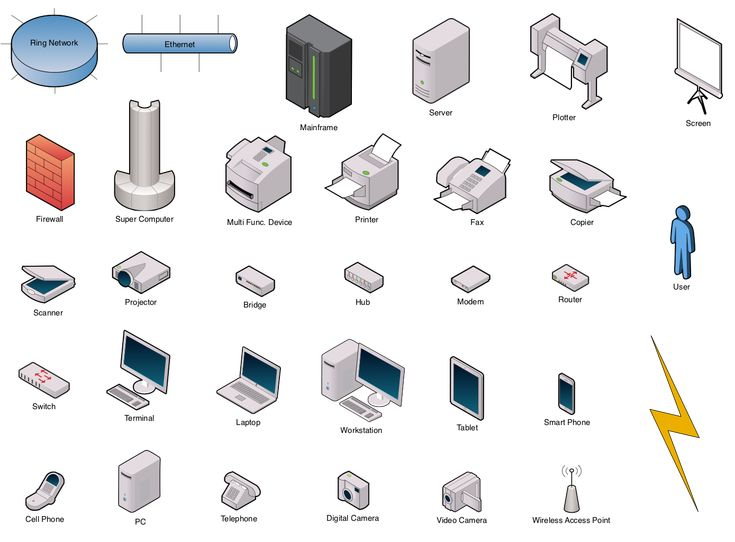 Ring Network
Ethernet
Mainframe
Server
Plotter
Screen
Firewall
Super Computer
Multi Func. Device
Printer
Fax
Copier
User
Scanner
Projector
Bridge
Hub
Modem
Router
Switch
Terminal
Laptop
Workstation
Tablet
Smart Phone
Cell Phone
PC
Telephone
Digital Camera
Video Camera
Wireless Access Point